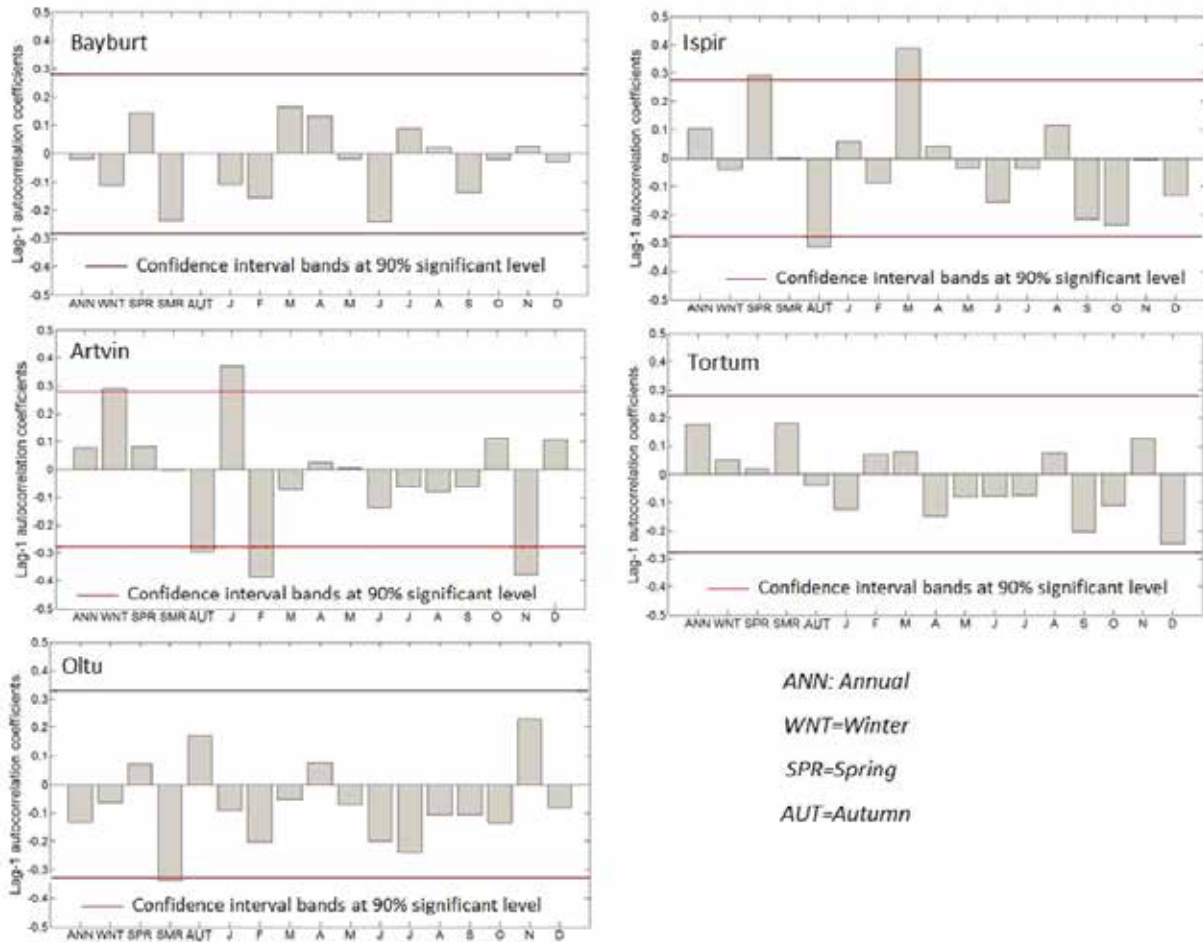 Bayburt
Lag-1 autocorrelation coefficients
0.5
0.4
0.3
0.2
0.1
0
-0.1
-0.2
-0.3
-0.4
-0.5
Confidence interval bands at 90% significant level
ANN WNT SPR SMR AUT J F M A M J J A S O N D
Ispir
Lag-1 autocorrelation coefficients
0.5
0.4
0.3
0.2
0.1
0
-0.1
-0.2
-0.3
-0.4
-0.5
Confidence interval bands at 90% significant level
ANN WNT SPR SMR AUT J F M A M J J A S O N D
Artvin
Lag-1 autocorrelation coefficients
0.5
0.4
0.3
0.2
0.1
0
-0.1
-0.2
-0.3
-0.4
-0.5
Confidence interval bands at 90% significant level
ANN WNT SPR SMR AUT J F M A M J J A S O N D
Tortum
Lag-1 autocorrelation coefficients
0.5
0.4
0.3
0.2
0.1
0
-0.1
-0.2
-0.3
-0.4
-0.5
Confidence interval bands at 90% significant level
ANN WNT SPR SMR AUT J F M A M J J A S O N D
Oltu
Lag-1 autocorrelation coefficients
0.5
0.4
0.3
0.2
0.1
0
-0.1
-0.2
-0.3
-0.4
-0.5
Confidence interval bands at 90% significant level
ANN WNT SPR SMR AUT J F M A M J J A S O N D
ANN: Annual
WNT=Winter
SPR=Spring
AUT=Autumn